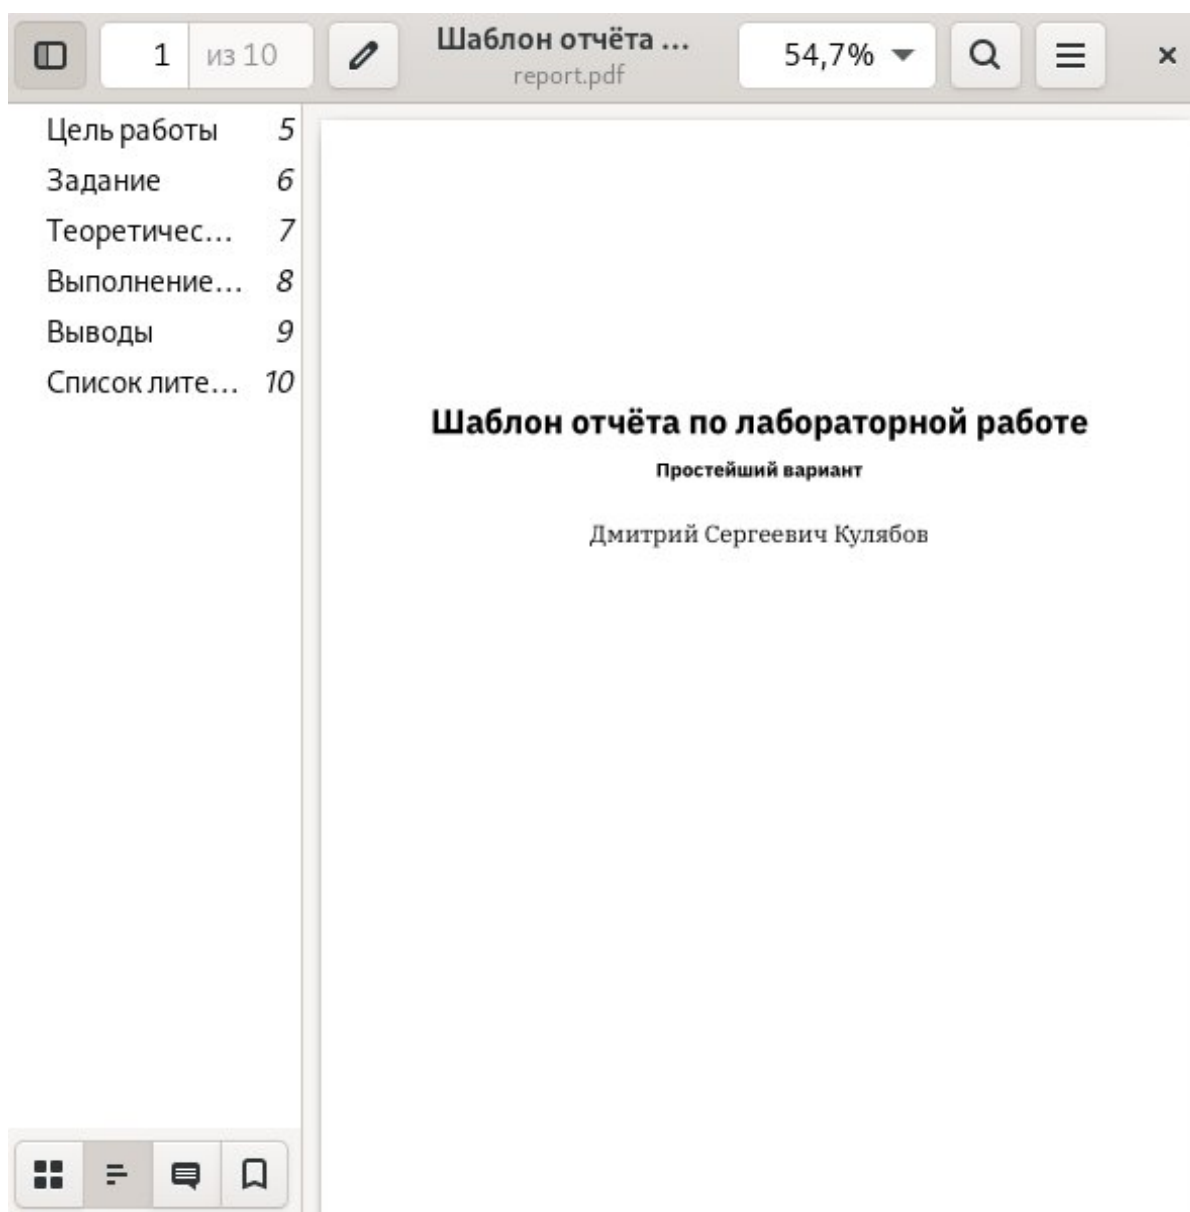 1 из 10 Шаблон отчёта ... 54,7%
report.pdf
Цель работы 5
Задание 6
Теоретичес... 7
Выполнение... 8
Выводы 9
Список лите... 10
Шаблон отчёта по лабораторной работе
Простейший вариант
Дмитрий Сергеевич Кулябов